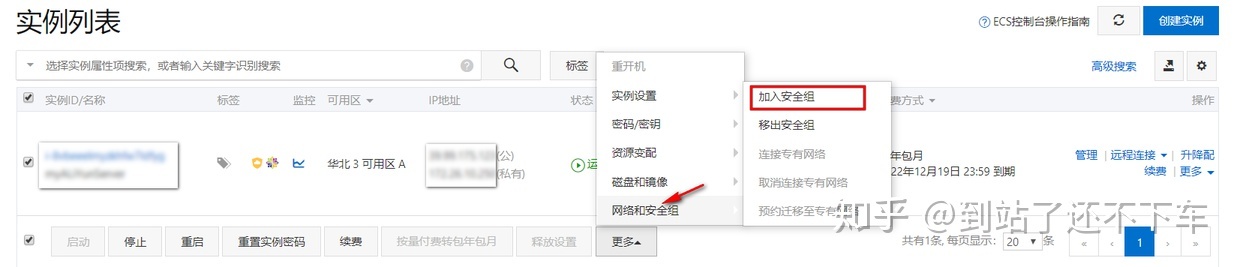 实例列表
ECS控制台操作指南
创建实例
选择实例属性项搜索，或者输入关键字识别搜索
标签
高级搜索
重开机
实例设置
密码/密钥
资源变配
磁盘和镜像
网络和安全组
加入安全组
移出安全组
连接专有网络
取消连接专有网络
预约迁移至专有
实例ID/名称 标签 监控 可用区 IP地址 状态 费方式 操作
华北 3 可用区 A
(公)
(私有)
运
年包月
22年12月19日 23:59 到期
管理 | 远程连接 | 升降配
续费 | 更多
启动 停止 重启 重置实例密码 续费 按量付费转包年包月 释放设置 更多
共有1条, 每页显示： 20 条 « ‹ 1 › »
知乎 @到站了还不下车